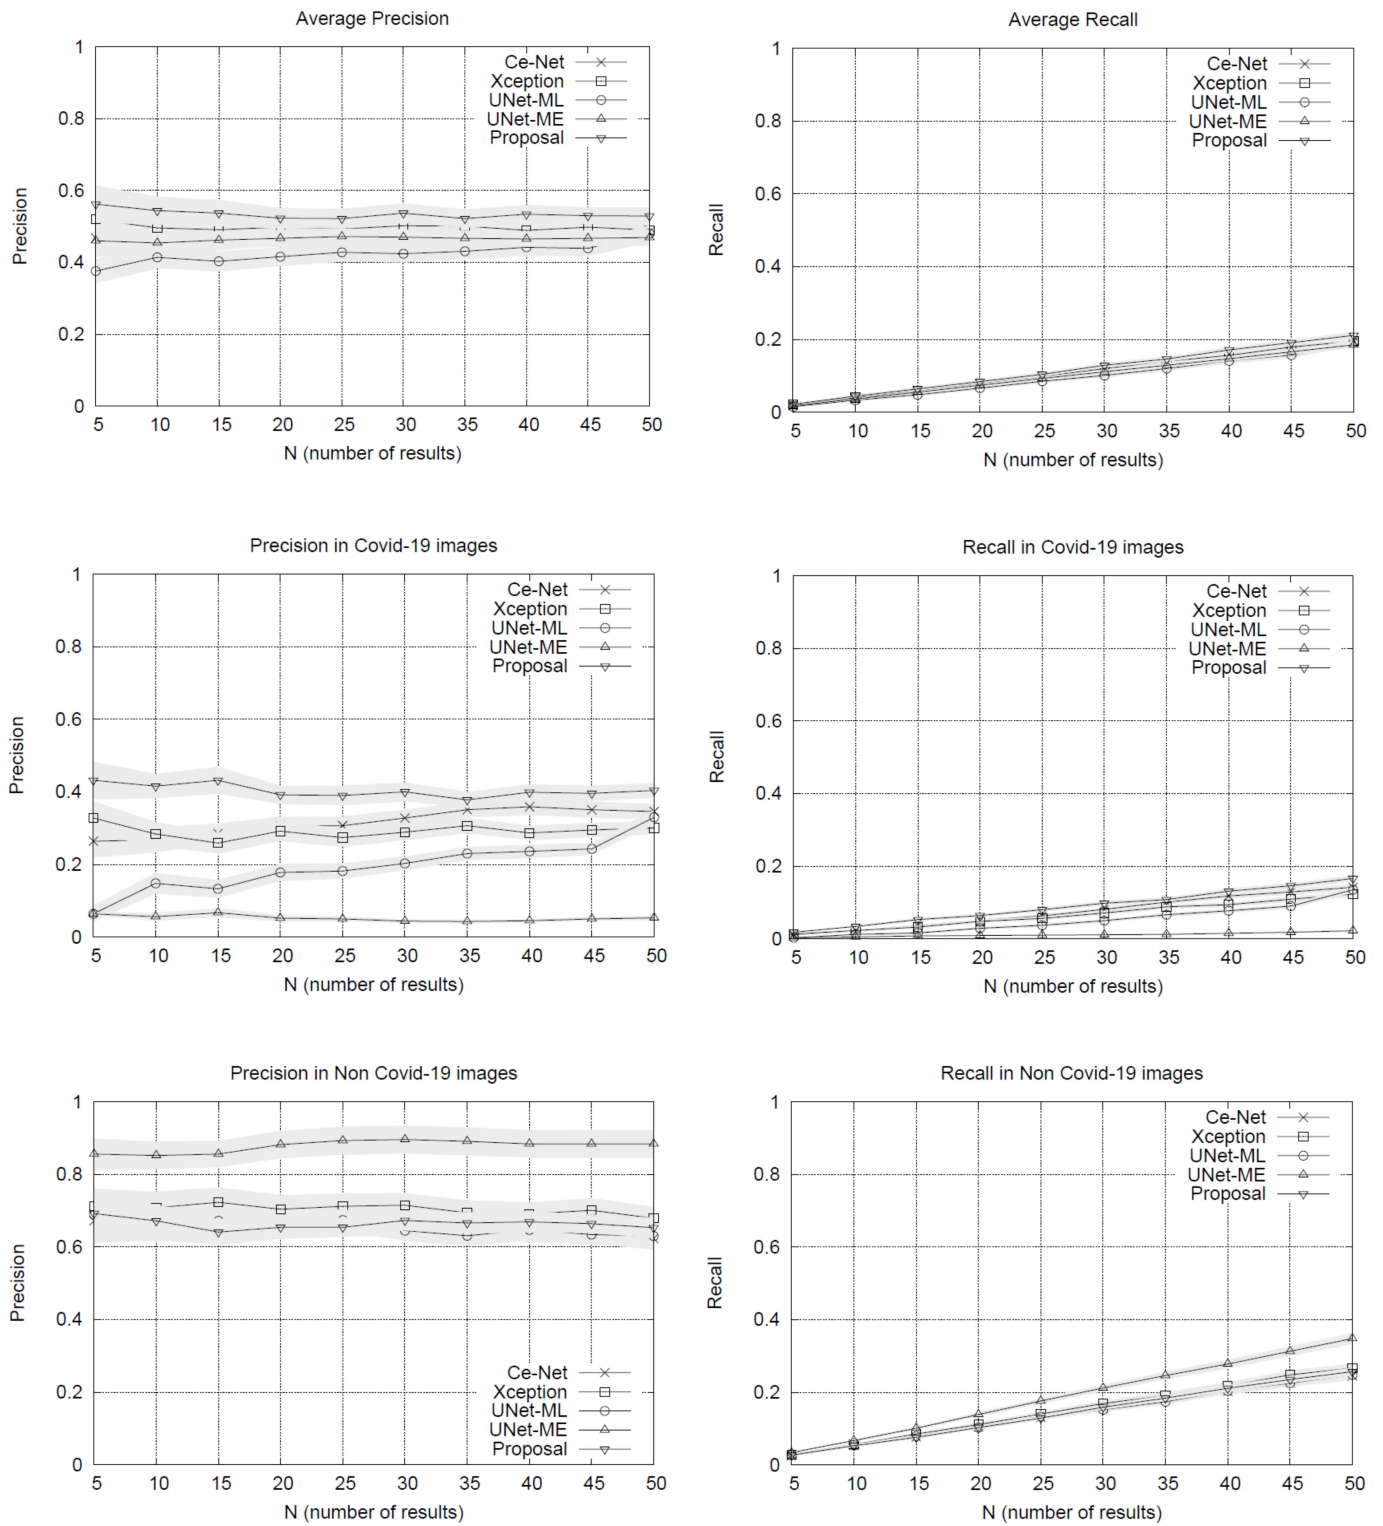 Average Precision
1
0.8
0.6
0.4
0.2
0
Precision
Ce-Net
Xception
UNet-ML
UNet-ME
Proposal
5 10 15 20 25 30 35 40 45 50
N (number of results)
Average Recall
1
0.8
0.6
0.4
0.2
0
Recall
Ce-Net
Xception
UNet-ML
UNet-ME
Proposal
5 10 15 20 25 30 35 40 45 50
N (number of results)
Precision in Covid-19 images
1
0.8
0.6
0.4
0.2
0
Precision
Ce-Net
Xception
UNet-ML
UNet-ME
Proposal
5 10 15 20 25 30 35 40 45 50
N (number of results)
Recall in Covid-19 images
1
0.8
0.6
0.4
0.2
0
Recall
Ce-Net
Xception
UNet-ML
UNet-ME
Proposal
5 10 15 20 25 30 35 40 45 50
N (number of results)
Precision in Non Covid-19 images
1
0.8
0.6
0.4
0.2
0
Precision
Ce-Net
Xception
UNet-ML
UNet-ME
Proposal
5 10 15 20 25 30 35 40 45 50
N (number of results)
Recall in Non Covid-19 images
1
0.8
0.6
0.4
0.2
0
Recall
Ce-Net
Xception
UNet-ML
UNet-ME
Proposal
5 10 15 20 25 30 35 40 45 50
N (number of results)